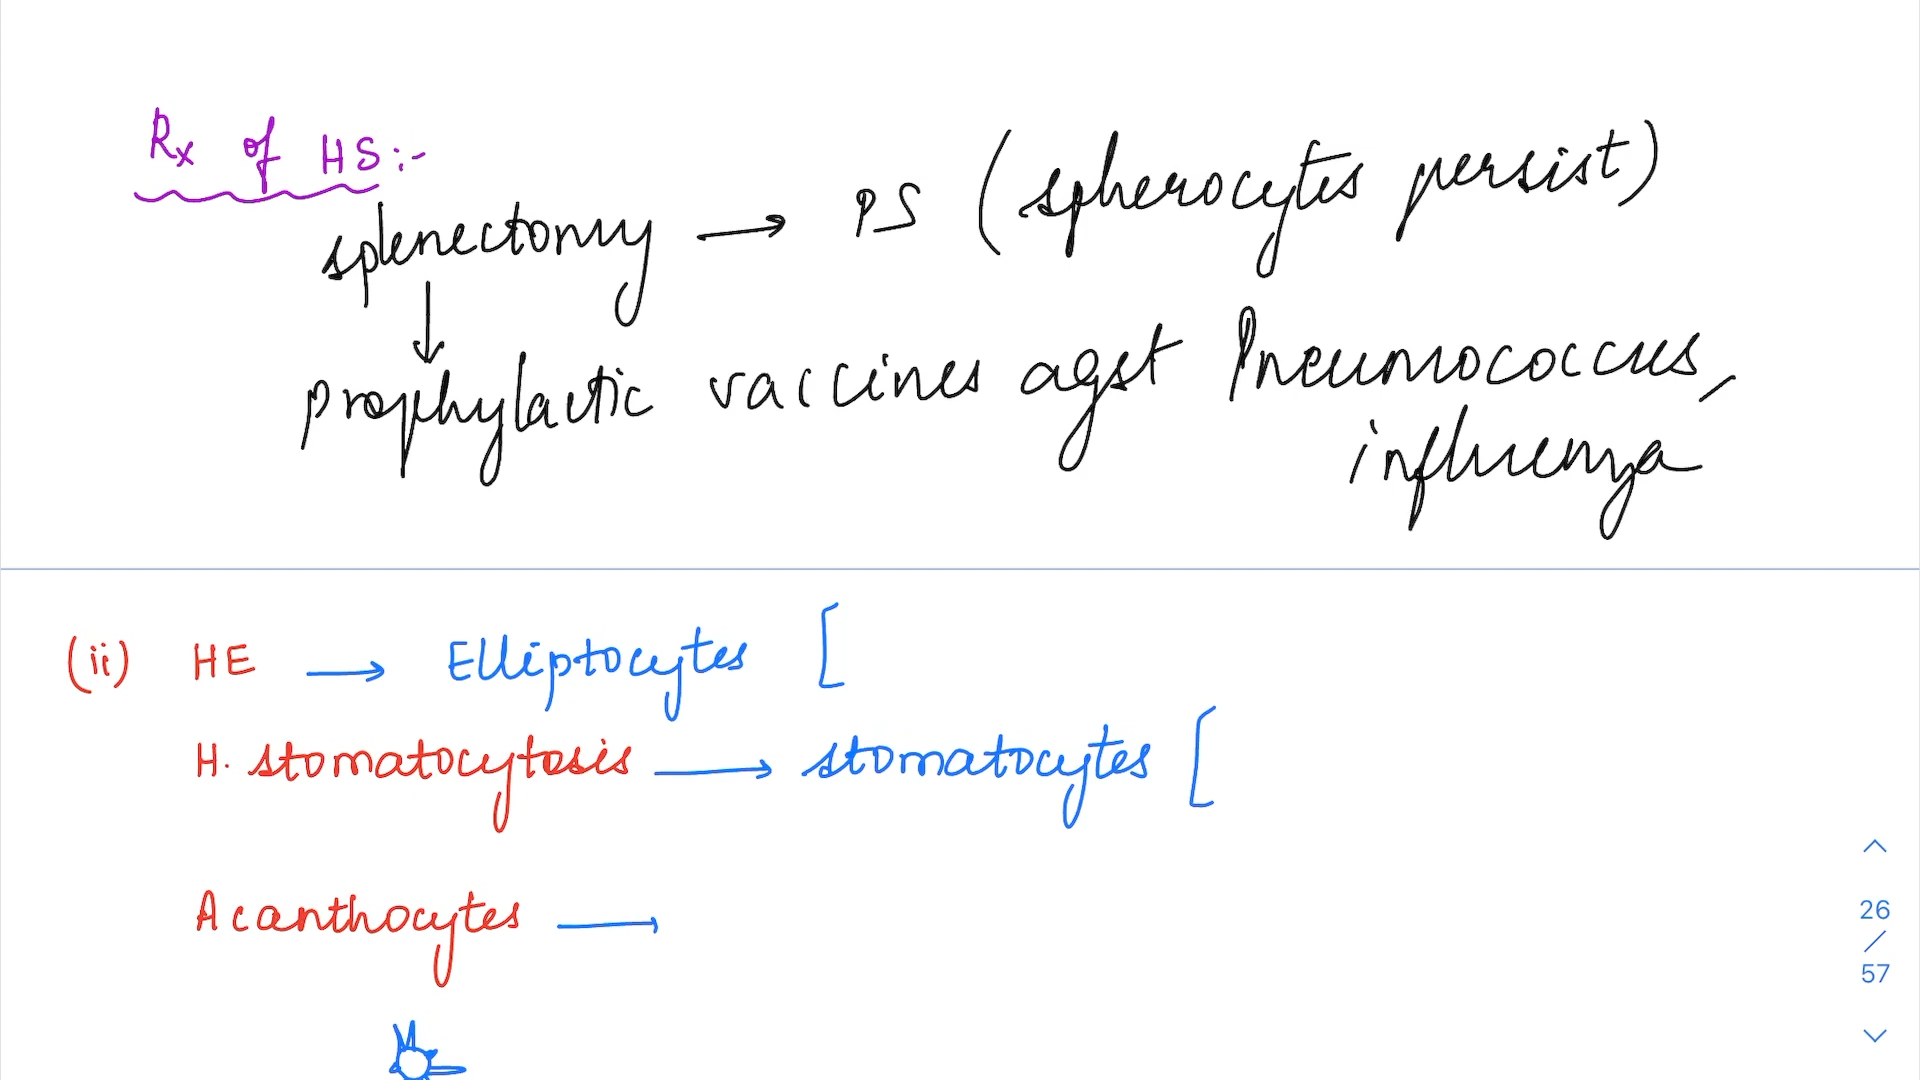 Rx of HS:-
splenectomy → PS (spherocytes persist)
↓
prophylactic vaccines agst Pneumococcus,
influenza
(ii) HE → Elliptocytes [
H. stomatocytosis → stomatocytes [
Acanthocytes →
26
/
57